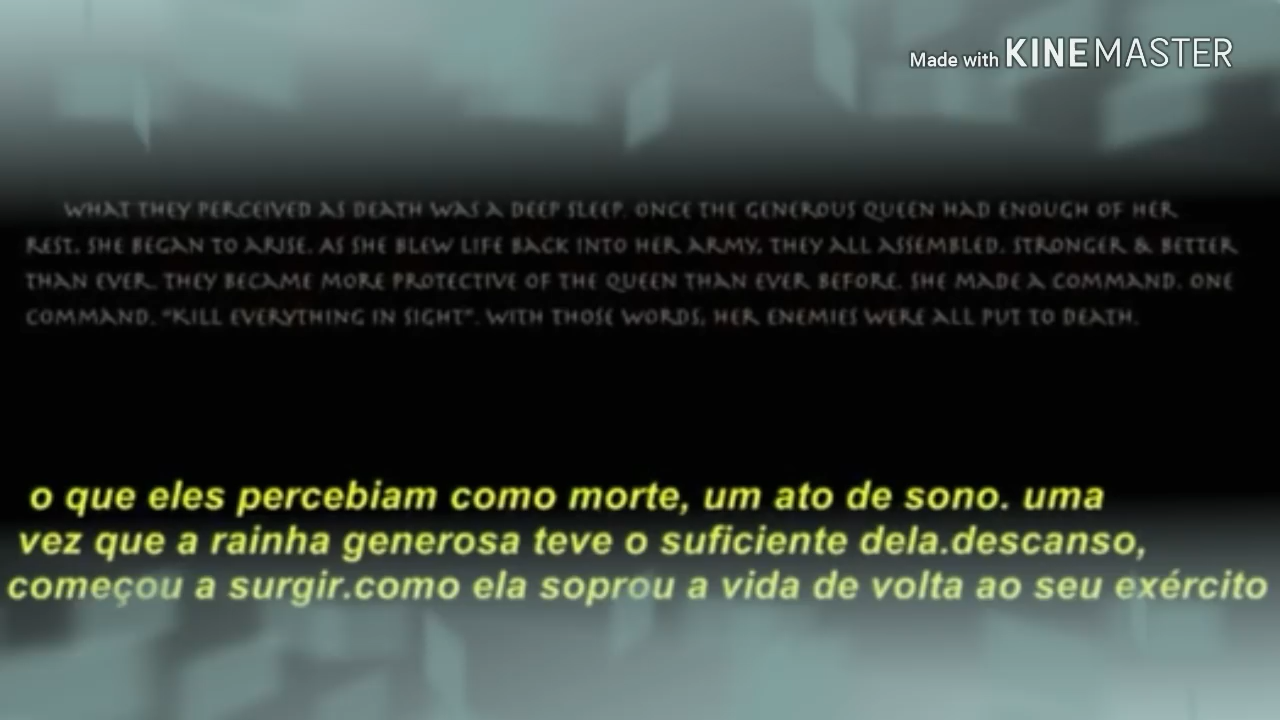 Made with KINEMASTER
WHAT THEY PERCEIVED AS DEATH WAS A DEEP SLEEP. ONCE THE GENEROUS QUEEN HAD ENOUGH OF HER
REST. SHE BEGAN TO ARISE. AS SHE BLEW LIFE BACK INTO HER ARMY, THEY ALL ASSEMBLED. STRONGER & BETTER
THAN EVER. THEY BECAME MORE PROTECTIVE OF THE QUEEN THAN EVER BEFORE. SHE MADE A COMMAND. ONE
COMMAND. "KILL EVERYTHING IN SIGHT". WITH THOSE WORDS, HER ENEMIES WERE ALL PUT TO DEATH.
o que eles percebiam como morte, um ato de sono. uma
vez que a rainha generosa teve o suficiente dela.descanso,
começou a surgir.como ela soprou a vida de volta ao seu exército